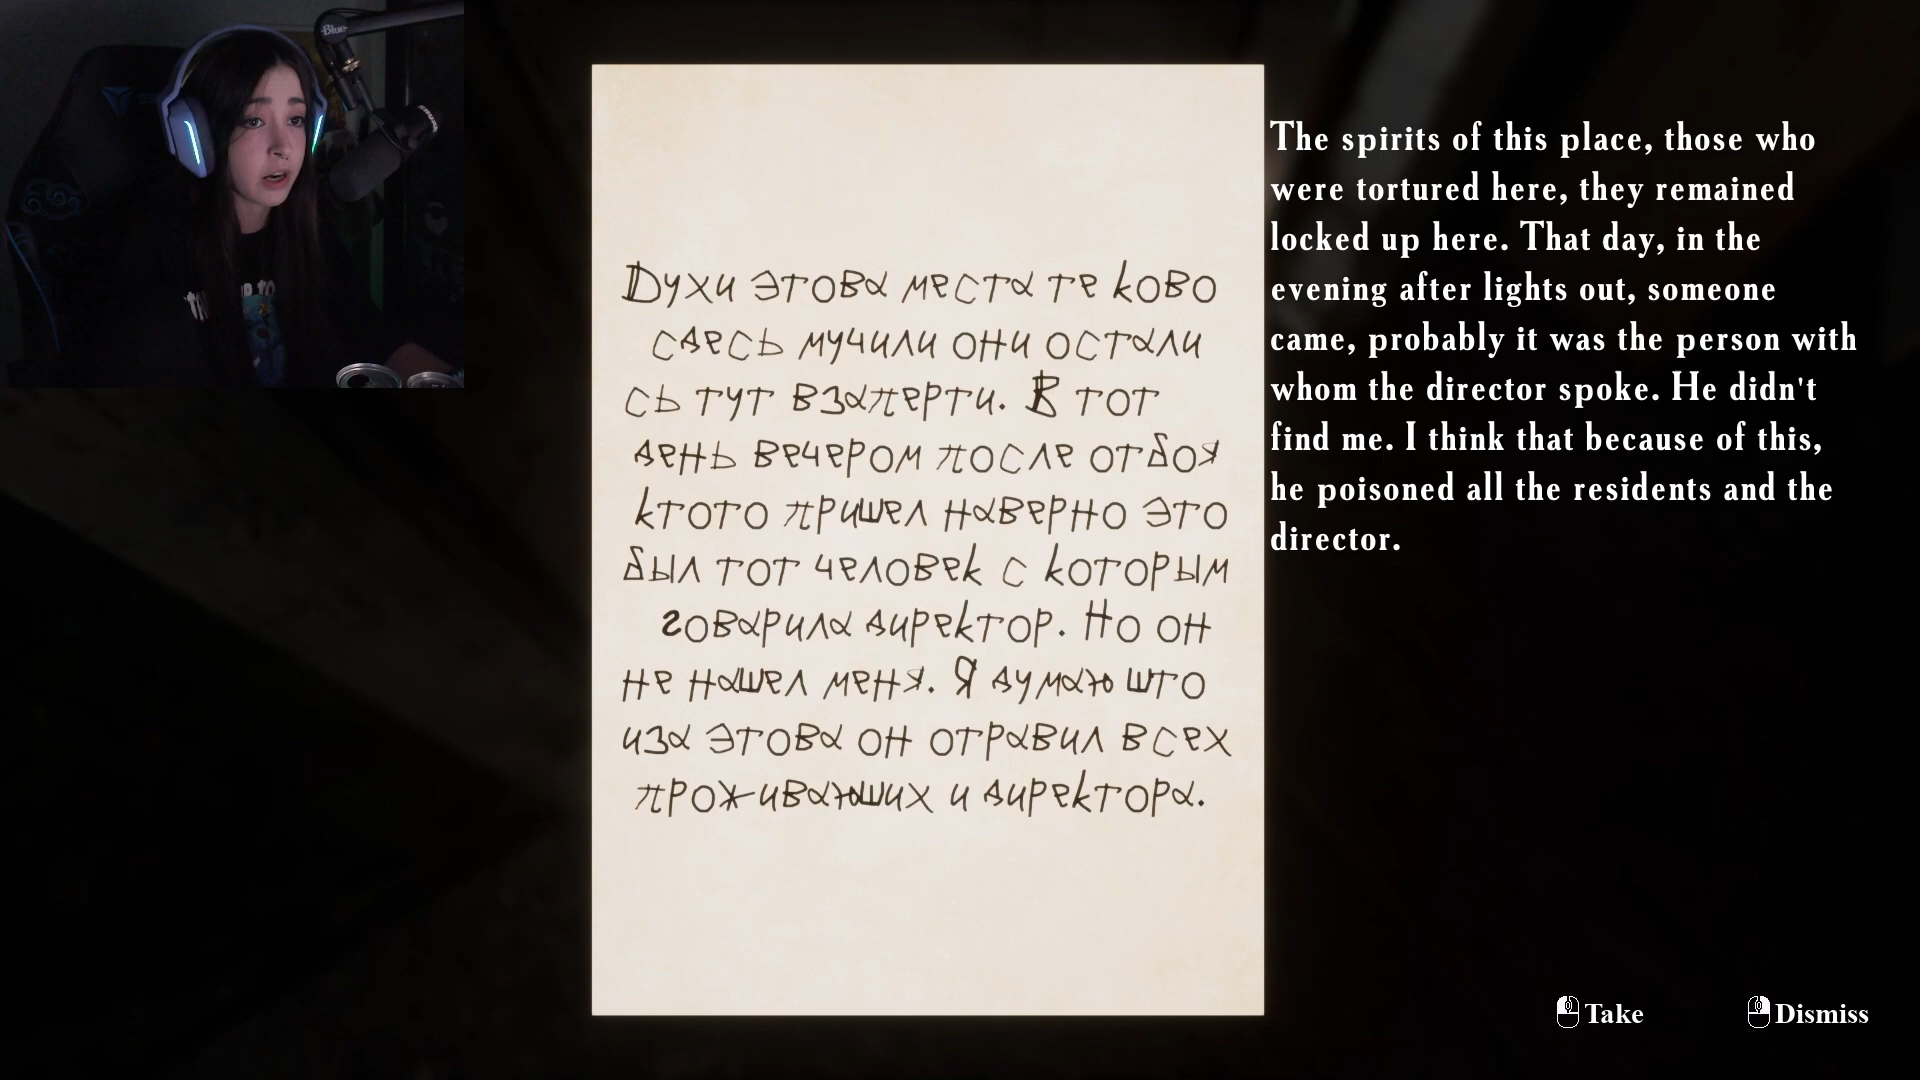 Духи этова места те ково
сдесь мучили они остали
сь тут взаперти. В тот
день вечером после отбоя
ктото пришел наверно это
был тот человек с которым
говарила директор. Но он
не нашел меня. Я думаю што
иза этова он отравил всех
проживаюших и директора.
The spirits of this place, those who
were tortured here, they remained
locked up here. That day, in the
evening after lights out, someone
came, probably it was the person with
whom the director spoke. He didn't
find me. I think that because of this,
he poisoned all the residents and the
director.
Take
Dismiss
Blue